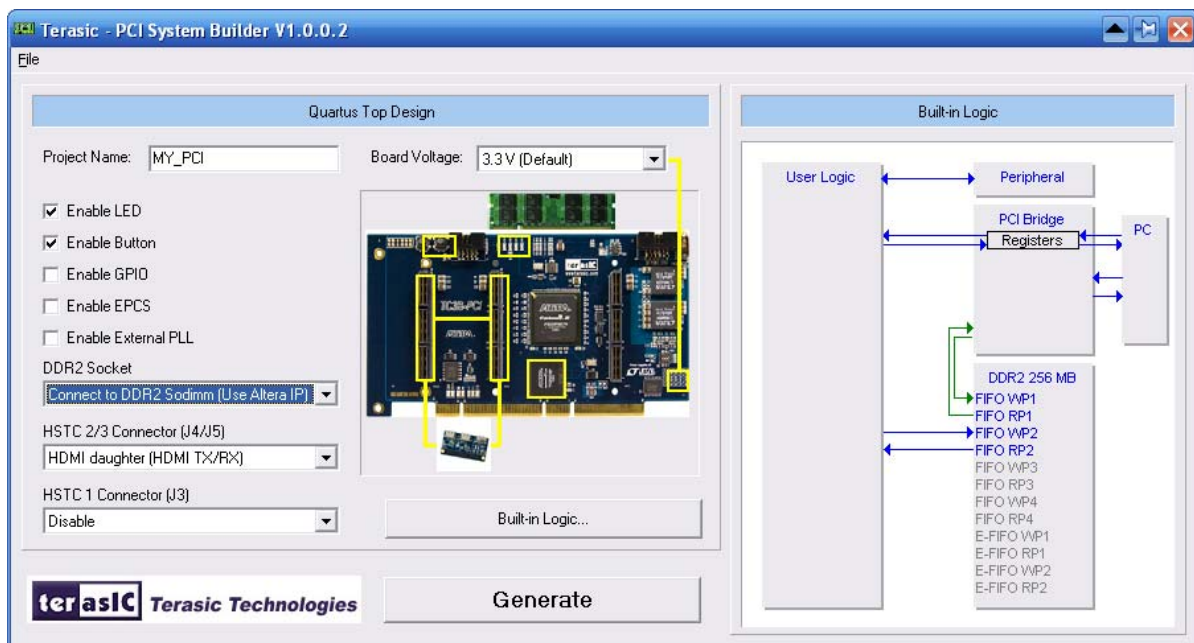 Terasic - PCI System Builder V1.0.0.2
File
Quartus Top Design
Project Name: MY_PCI
Board Voltage: 3.3 V (Default)
Enable LED
Enable Button
Enable GPIO
Enable EPCS
Enable External PLL
DDR2 Socket
Connect to DDR2 Sodimm (Use Altera IP)
HSTC 2/3 Connector (J4/J5)
HDMI daughter (HDMI TX/RX)
HSTC 1 Connector (J3)
Disable
terasic
ALTERA
ALTERA
Built-in Logic...
terasIC Terasic Technologies
Generate
Built-in Logic
User Logic
Peripheral
PCI Bridge
Registers
PC
DDR2 256 MB
FIFO WP1
FIFO RP1
FIFO WP2
FIFO RP2
FIFO WP3
FIFO RP3
FIFO WP4
FIFO RP4
E-FIFO WP1
E-FIFO RP1
E-FIFO WP2
E-FIFO RP2